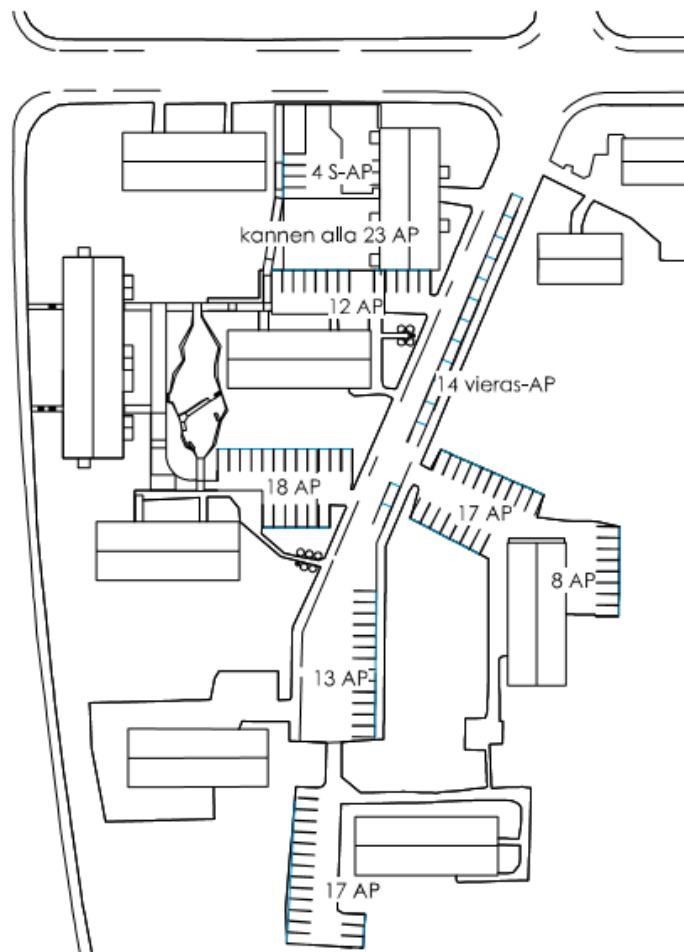 4 S-AP
kannen alla 23 AP
12 AP
14 vieras-AP
18 AP
17 AP
8 AP
13 AP
17 AP